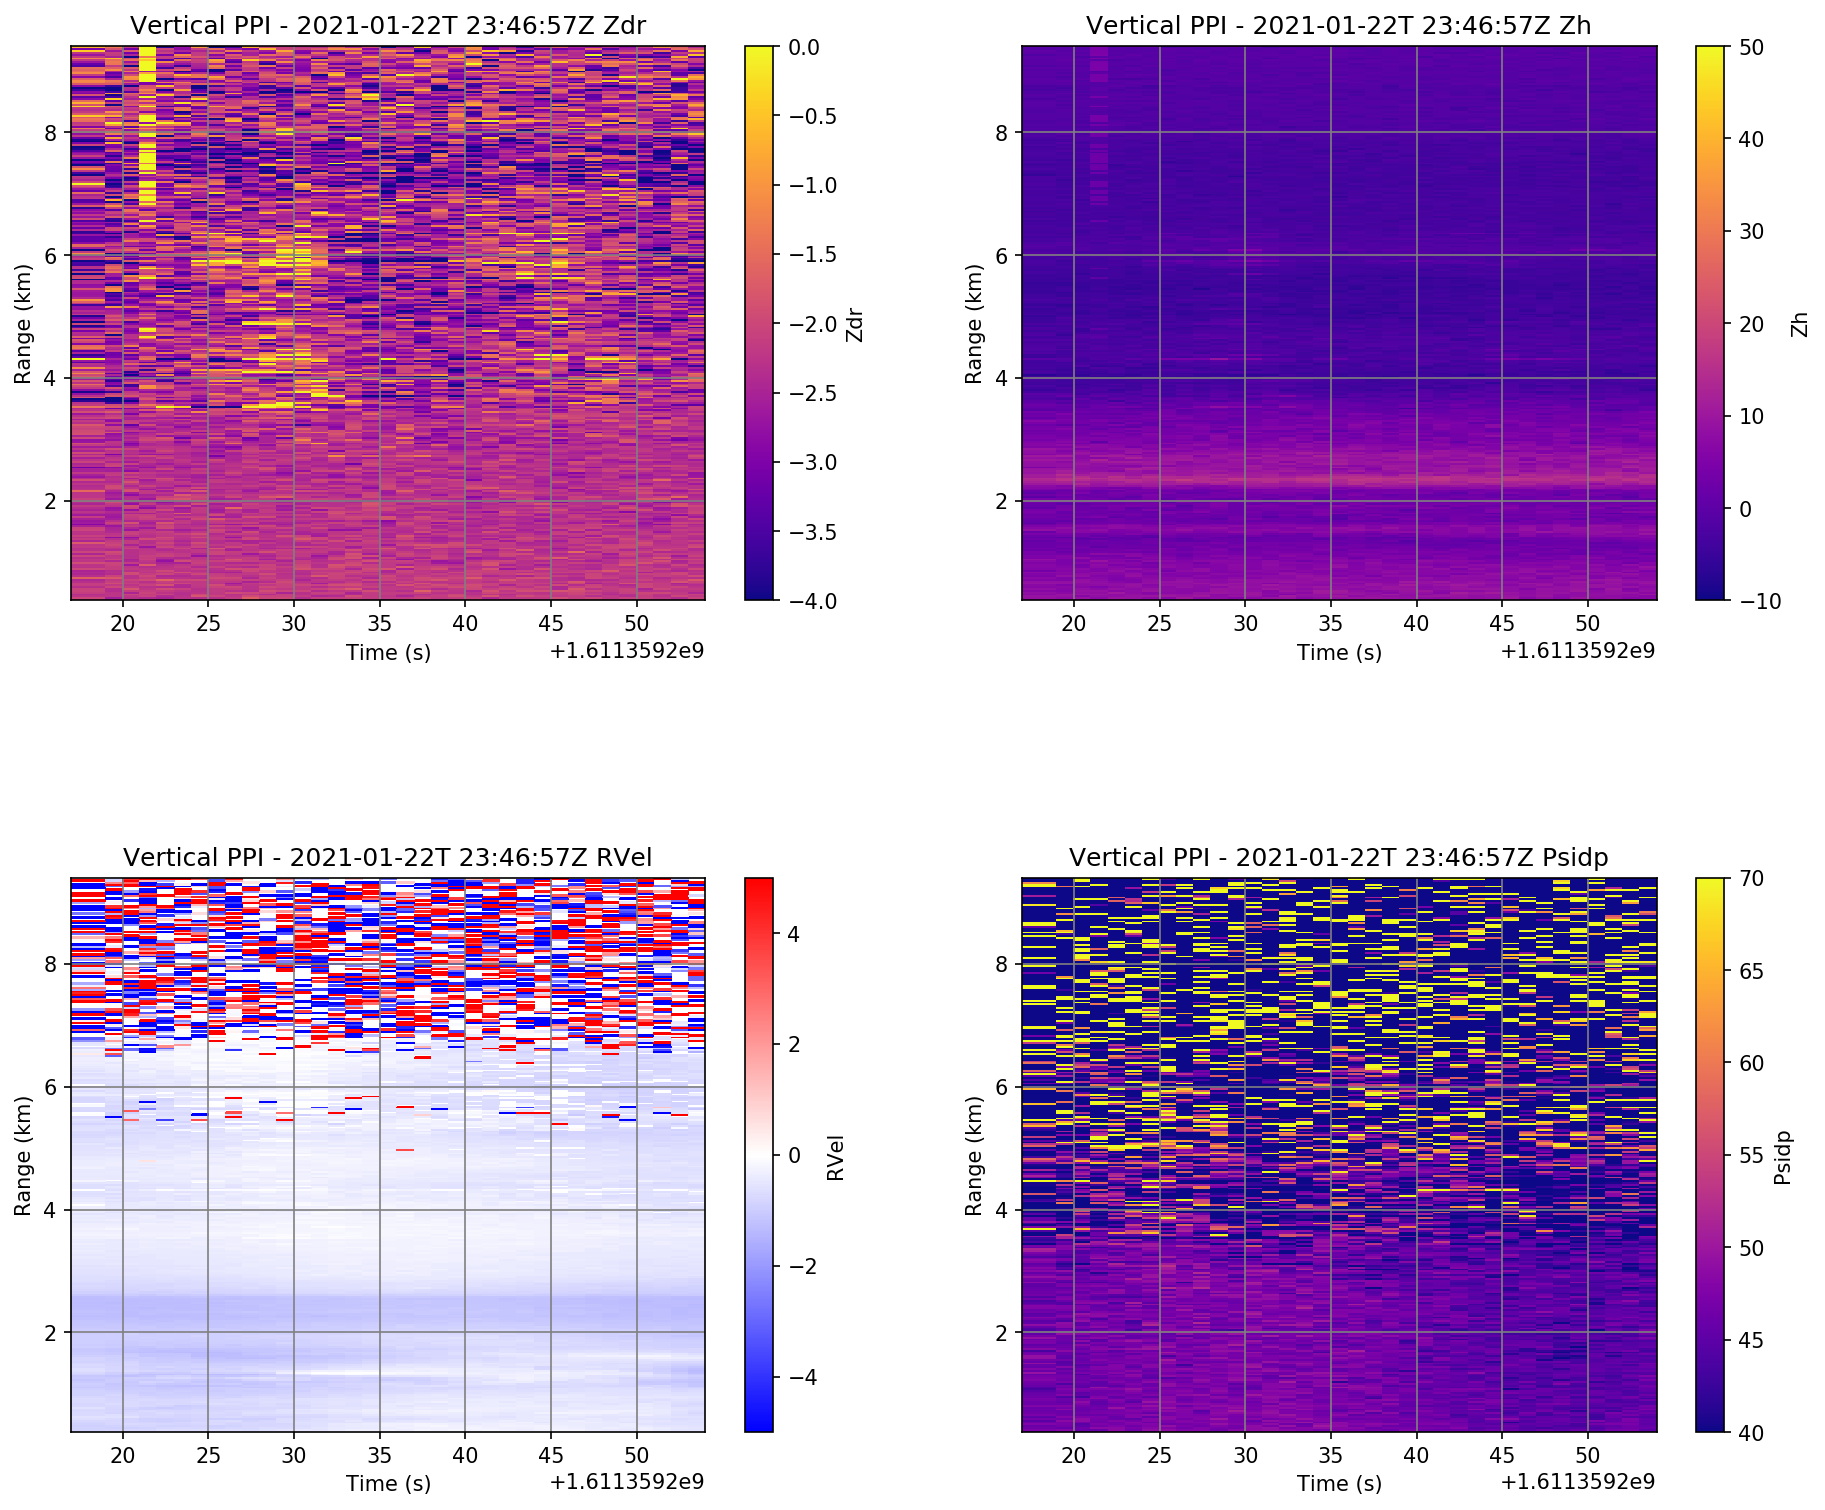 Vertical PPI - 2021-01-22T 23:46:57Z Zdr
Range (km)
8
6
4
2
20 25 30 35 40 45 50
Time (s)
+1.6113592e9
0.0
−0.5
−1.0
−1.5
−2.0
−2.5
−3.0
−3.5
−4.0
Zdr
Vertical PPI - 2021-01-22T 23:46:57Z Zh
Range (km)
8
6
4
2
20 25 30 35 40 45 50
Time (s)
+1.6113592e9
50
40
30
20
10
0
−10
Zh
Vertical PPI - 2021-01-22T 23:46:57Z RVel
Range (km)
8
6
4
2
20 25 30 35 40 45 50
Time (s)
+1.6113592e9
4
2
0
−2
−4
RVel
Vertical PPI - 2021-01-22T 23:46:57Z Psidp
Range (km)
8
6
4
2
20 25 30 35 40 45 50
Time (s)
+1.6113592e9
70
65
60
55
50
45
40
Psidp